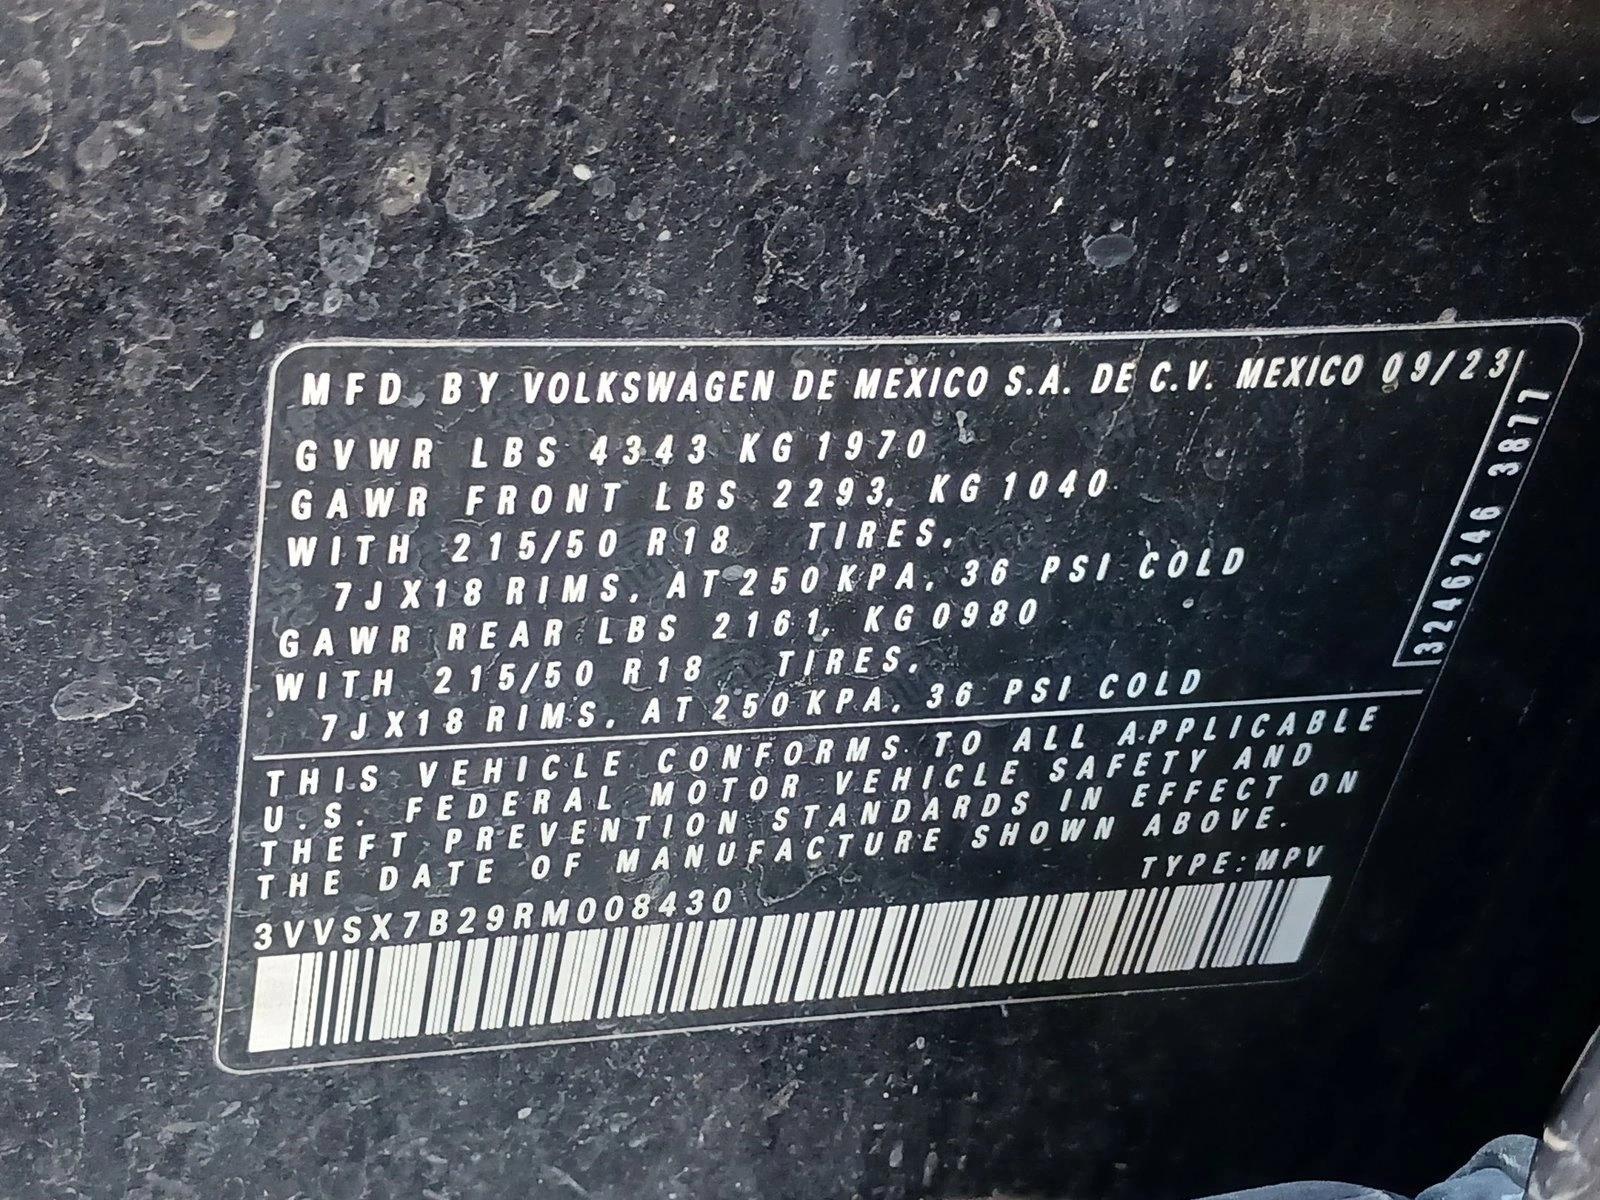 MFD. BY VOLKSWAGEN DE MEXICO S.A. DE C.V. MEXICO 09/23
GVWR LBS 4343 KG 1970
GAWR FRONT LBS 2293, KG 1040
WITH 215/50 R18 TIRES,
7JX18 RIMS, AT 250 KPA, 36 PSI COLD
GAWR REAR LBS 2161, KG 0980
WITH 215/50 R18 TIRES,
7JX18 RIMS, AT 250 KPA, 36 PSI COLD
3246246 3877
THIS VEHICLE CONFORMS TO ALL APPLICABLE
U.S. FEDERAL MOTOR VEHICLE SAFETY AND
THEFT PREVENTION STANDARDS IN EFFECT ON
THE DATE OF MANUFACTURE SHOWN ABOVE.
TYPE: MPV
3VVSX7B29RM008430